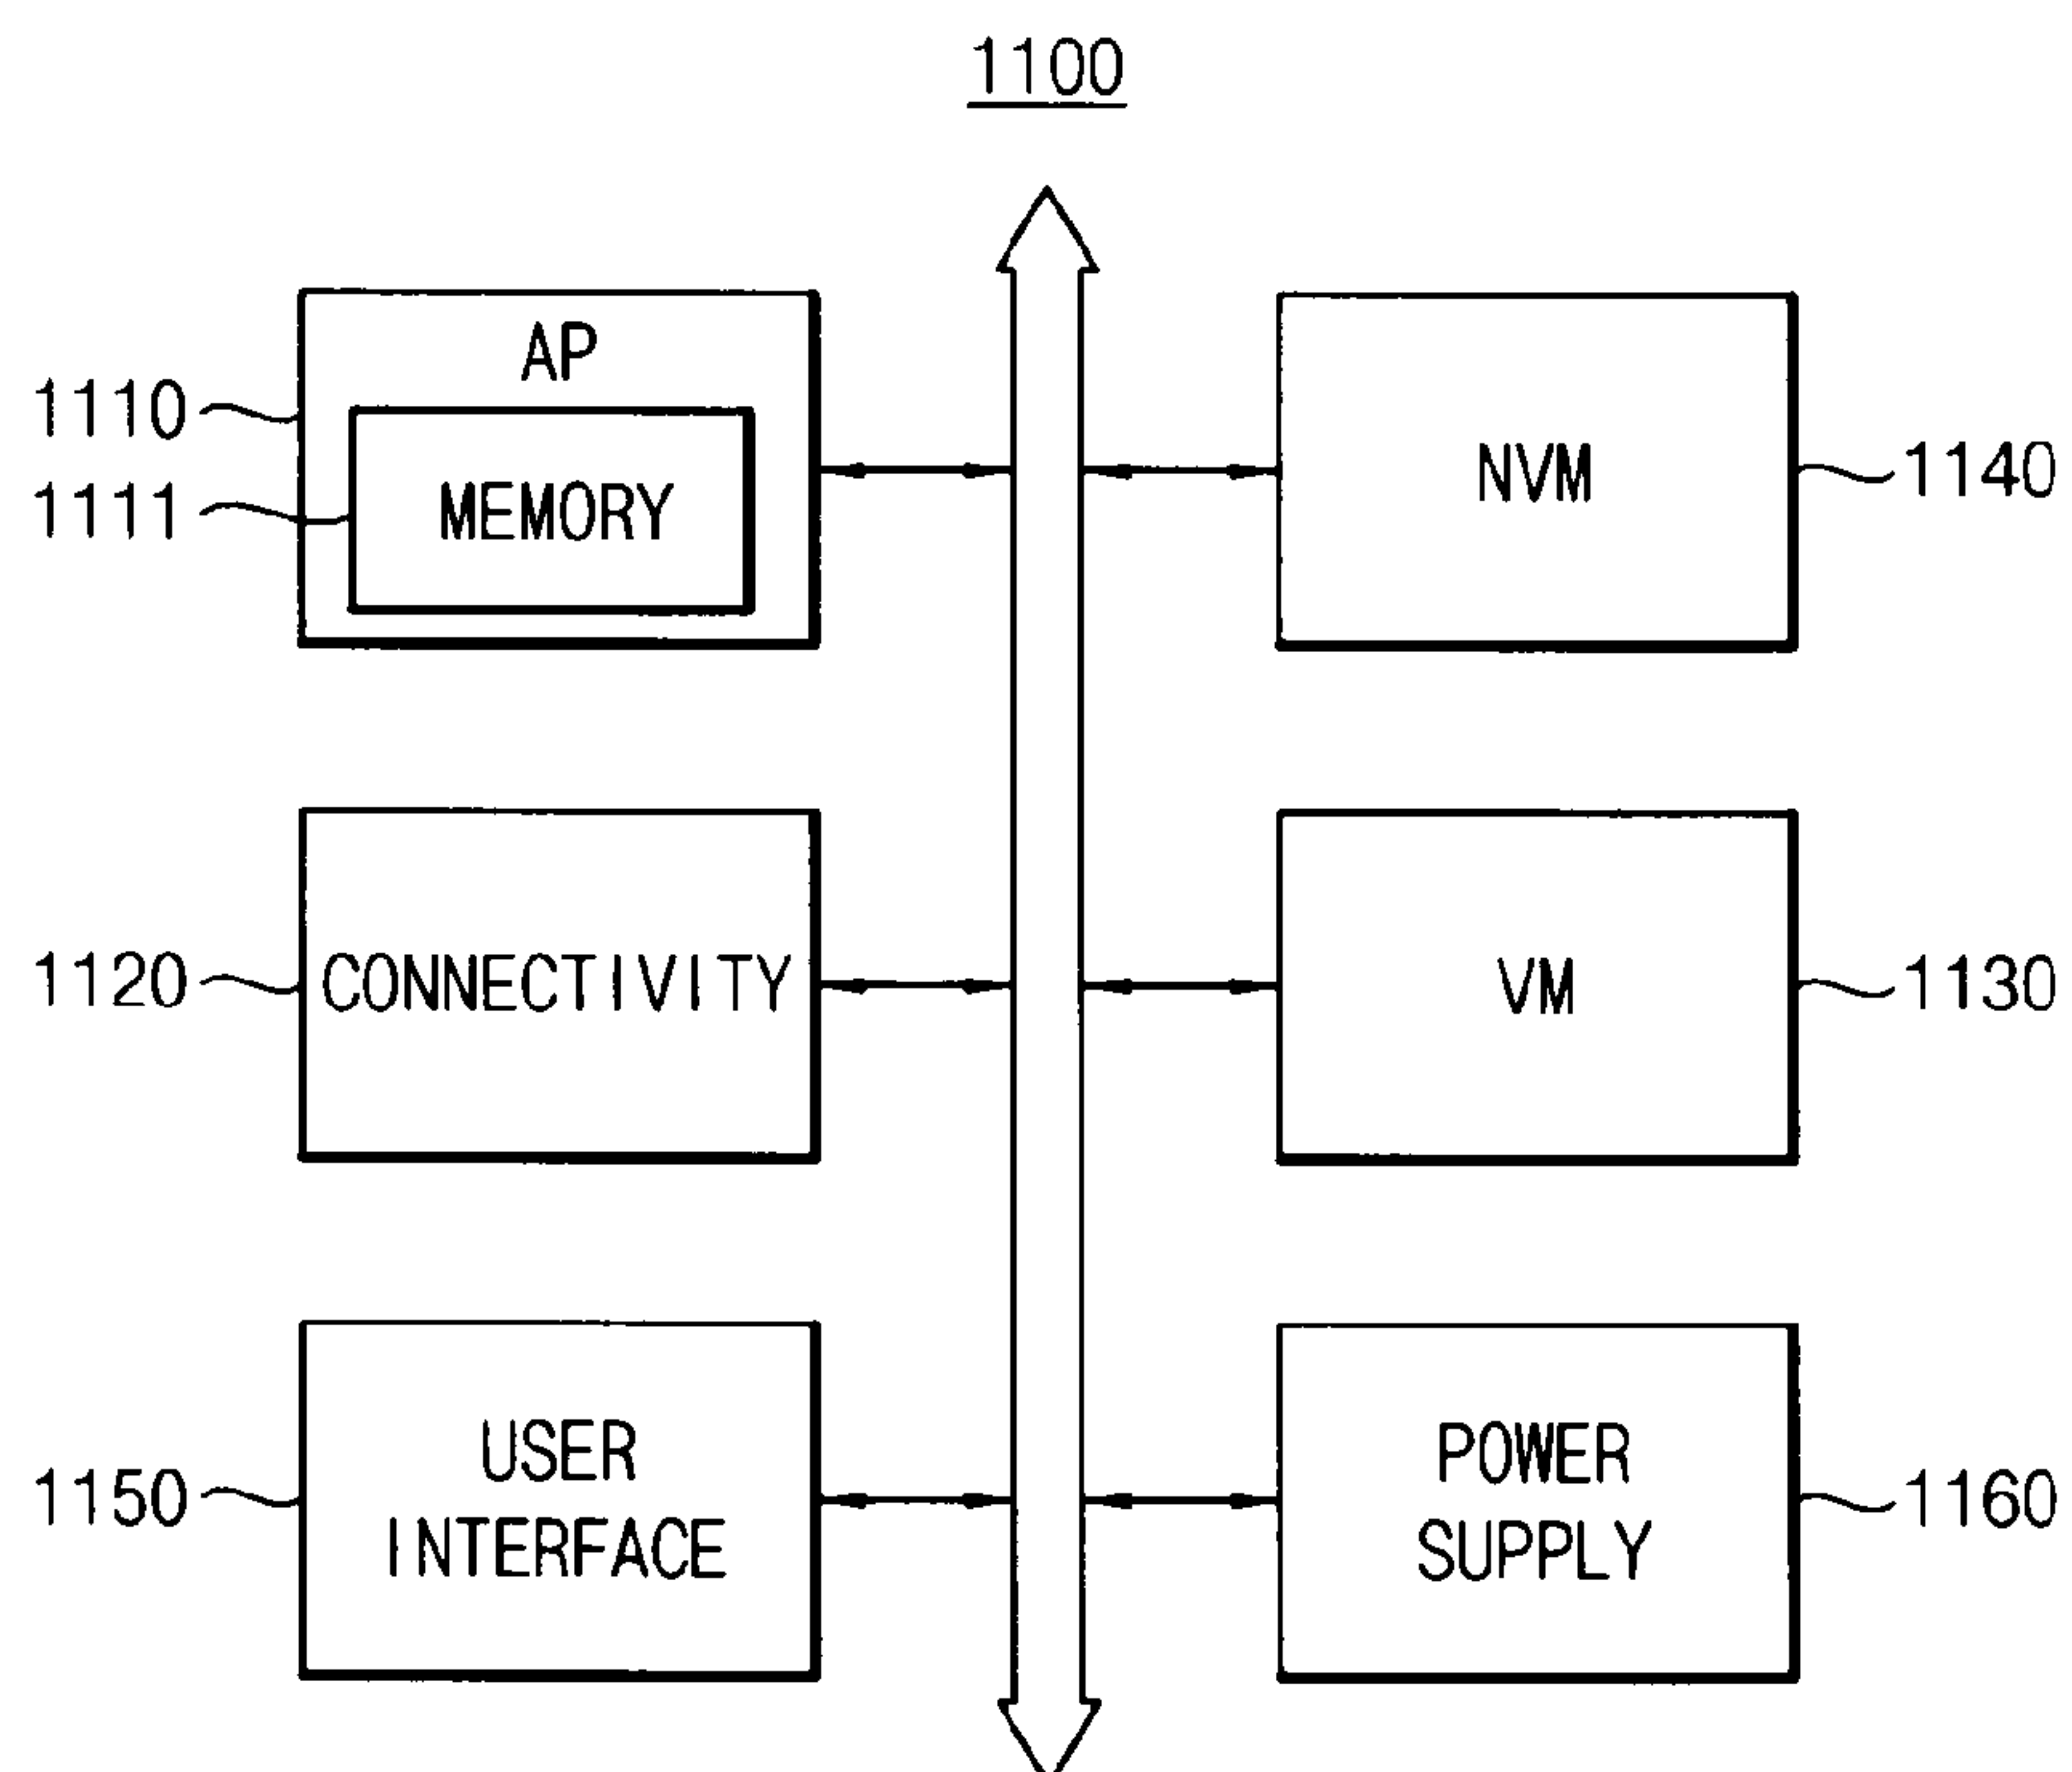 1100
AP
1110
MEMORY
1111
NVM
1140
CONNECTIVITY
1120
VM
1130
USER
INTERFACE
1150
POWER
SUPPLY
1160